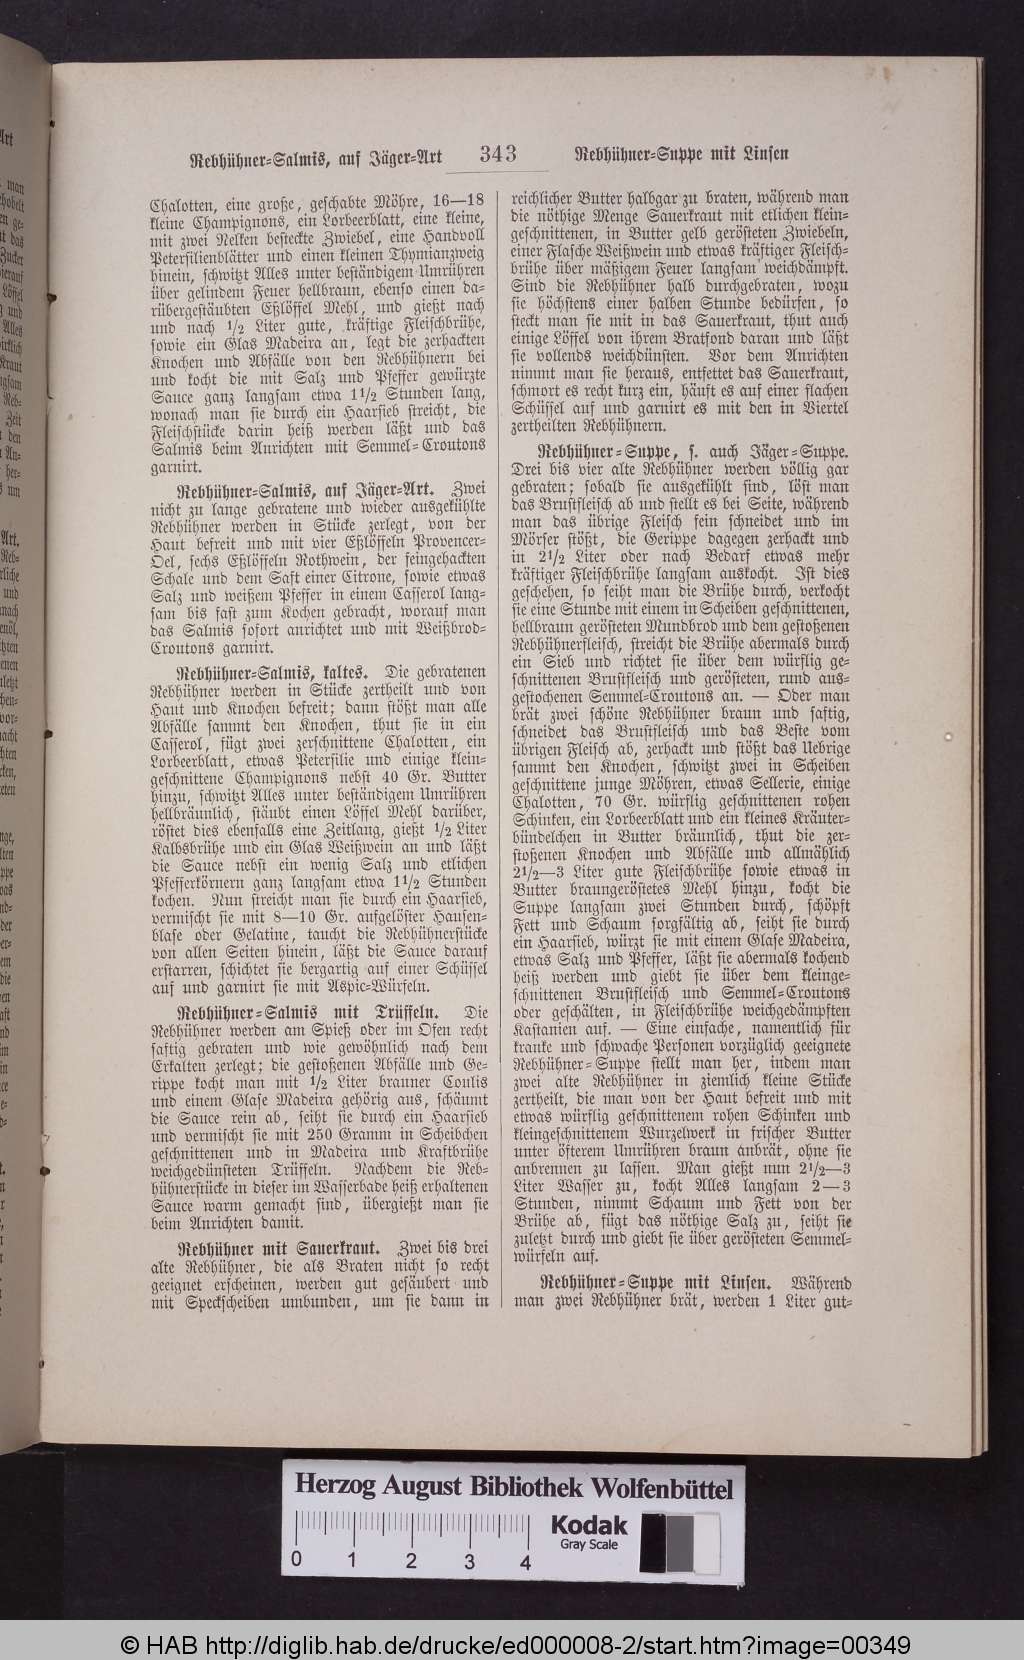 Rebhühner-Salmis, auf Jäger-Art 343 Rebhühner-Suppe mit Linsen
Chalotten, eine große, geschabte Möhre, 16—18
kleine Champignons, ein Lorbeerblatt, eine kleine,
mit zwei Nelken besteckte Zwiebel, eine Handvoll
Petersilienblätter und einen kleinen Thymianzweig
hinein, schwitzt Alles unter beständigem Umrühren
über gelindem Feuer hellbraun, ebenso einen da-
rübergestäubten Eßlöffel Mehl, und gießt nach
und nach 1/2 Liter gute, kräftige Fleischbrühe,
sowie ein Glas Madeira an, legt die zerhackten
Knochen und Abfälle von den Rebhühnern bei
und kocht die mit Salz und Pfeffer gewürzte
Sauce ganz langsam etwa 1 1/2 Stunden lang,
wonach man sie durch ein Haarsieb streicht, die
Fleischstücke darin heiß werden läßt und das
Salmis beim Anrichten mit Semmel-Croutons
garnirt.
Rebhühner-Salmis, auf Jäger-Art. Zwei
nicht zu lange gebratene und wieder ausgekühlte
Rebhühner werden in Stücke zerlegt, von der
Haut befreit und mit vier Eßlöffeln Provencer-
Oel, sechs Eßlöffeln Rothwein, der feingehackten
Schale und dem Saft einer Citrone, sowie etwas
Salz und weißem Pfeffer in einem Casserol lang-
sam bis fast zum Kochen gebracht, worauf man
das Salmis sofort anrichtet und mit Weißbrod-
Croutons garnirt.
Rebhühner-Salmis, kaltes. Die gebratenen
Rebhühner werden in Stücke zertheilt und von
Haut und Knochen befreit; dann stößt man alle
Abfälle sammt den Knochen, thut sie in ein
Casserol, fügt zwei zerschnittene Chalotten, ein
Lorbeerblatt, etwas Petersilie und einige klein-
geschnittene Champignons nebst 40 Gr. Butter
hinzu, schwitzt Alles unter beständigem Umrühren
hellbräunlich, stäubt einen Löffel Mehl darüber,
röstet dies ebenfalls eine Zeitlang, gießt 1/2 Liter
Kalbsbrühe und ein Glas Weißwein an und läßt
die Sauce nebst ein wenig Salz und etlichen
Pfefferkörnern ganz langsam etwa 1 1/2 Stunden
kochen. Nun streicht man sie durch ein Haarsieb,
vermischt sie mit 8—10 Gr. aufgelöster Hausen-
blase oder Gelatine, taucht die Rebhühnerstücke
von allen Seiten hinein, läßt die Sauce darauf
erstarren, schichtet sie bergartig auf einer Schüssel
auf und garnirt sie mit Aspic-Würfeln.
Rebhühner-Salmis mit Trüffeln. Die
Rebhühner werden am Spieß oder im Ofen recht
saftig gebraten und wie gewöhnlich nach dem
Erkalten zerlegt; die gestoßenen Abfälle und Ge-
rippe kocht man mit 1/2 Liter brauner Coulis
und einem Glase Madeira gehörig aus, schäumt
die Sauce rein ab, seiht sie durch ein Haarsieb
und vermischt sie mit 250 Gramm in Scheibchen
geschnittenen und in Madeira und Kraftbrühe
weichgedünsteten Trüffeln. Nachdem die Reb-
hühnerstücke in dieser im Wasserbade heiß erhaltenen
Sauce warm gemacht sind, übergießt man sie
beim Anrichten damit.
Rebhühner mit Sauerkraut. Zwei bis drei
alte Rebhühner, die als Braten nicht so recht
geeignet erscheinen, werden gut gesäubert und
mit Speckscheiben umbunden, um sie dann in
reichlicher Butter halbgar zu braten, während man
die nöthige Menge Sauerkraut mit etlichen klein-
geschnittenen, in Butter gelb gerösteten Zwiebeln,
einer Flasche Weißwein und etwas kräftiger Fleisch-
brühe über mäßigem Feuer langsam weichdämpft.
Sind die Rebhühner halb durchgebraten, wozu
sie höchstens einer halben Stunde bedürfen, so
steckt man sie mit in das Sauerkraut, thut auch
einige Löffel von ihrem Bratfond daran und läßt
sie vollends weichdünsten. Vor dem Anrichten
nimmt man sie heraus, entfettet das Sauerkraut,
schmort es recht kurz ein, häuft es auf einer flachen
Schüssel auf und garnirt es mit den in Viertel
zertheilten Rebhühnern.
Rebhühner-Suppe, s. auch Jäger-Suppe.
Drei bis vier alte Rebhühner werden völlig gar
gebraten; sobald sie ausgekühlt sind, löst man
das Brustfleisch ab und stellt es bei Seite, während
man das übrige Fleisch fein schneidet und im
Mörser stößt, die Gerippe dagegen zerhackt und
in 2 1/2 Liter oder nach Bedarf etwas mehr
kräftiger Fleischbrühe langsam auskocht. Ist dies
geschehen, so seiht man die Brühe durch, verkocht
sie eine Stunde mit einem in Scheiben geschnittenen,
hellbraun gerösteten Mundbrod und dem gestoßenen
Rebhühnerfleisch, streicht die Brühe abermals durch
ein Sieb und richtet sie über dem würflig ge-
schnittenen Brustfleisch und gerösteten, rund aus-
gestochenen Semmel-Croutons an. — Oder man
brät zwei schöne Rebhühner braun und saftig,
schneidet das Brustfleisch und das Beste vom
übrigen Fleisch ab, zerhackt und stößt das Uebrige
sammt den Knochen, schwitzt zwei in Scheiben
geschnittene junge Möhren, etwas Sellerie, einige
Chalotten, 70 Gr. würflig geschnittenen rohen
Schinken, ein Lorbeerblatt und ein kleines Kräuter-
bündelchen in Butter bräunlich, thut die zer-
stoßenen Knochen und Abfälle und allmählich
2 1/2—3 Liter gute Fleischbrühe sowie etwas in
Butter braungeröstetes Mehl hinzu, kocht die
Suppe langsam zwei Stunden durch, schöpft
Fett und Schaum sorgfältig ab, seiht sie durch
ein Haarsieb, würzt sie mit einem Glase Madeira,
etwas Salz und Pfeffer, läßt sie abermals kochend
heiß werden und giebt sie über dem kleinge-
schnittenen Brustfleisch und Semmel-Croutons
oder geschälten, in Fleischbrühe weichgedämpften
Kastanien auf. — Eine einfache, namentlich für
kranke und schwache Personen vorzüglich geeignete
Rebhühner-Suppe stellt man her, indem man
zwei alte Rebhühner in ziemlich kleine Stücke
zertheilt, die man von der Haut befreit und mit
etwas würflig geschnittenem rohen Schinken und
kleingeschnittenem Wurzelwerk in frischer Butter
unter öfterem Umrühren braun anbrät, ohne sie
anbrennen zu lassen. Man gießt nun 2 1/2—3
Liter Wasser zu, kocht Alles langsam 2—3
Stunden, nimmt Schaum und Fett von der
Brühe ab, fügt das nöthige Salz zu, seiht sie
zuletzt durch und giebt sie über gerösteten Semmel-
würfeln auf.
Rebhühner-Suppe mit Linsen. Während
man zwei Rebhühner brät, werden 1 Liter gut-
Herzog August Bibliothek Wolfenbüttel
Kodak
Gray Scale
0 1 2 3 4
© HAB http://diglib.hab.de/drucke/ed000008-2/start.htm?image=00349